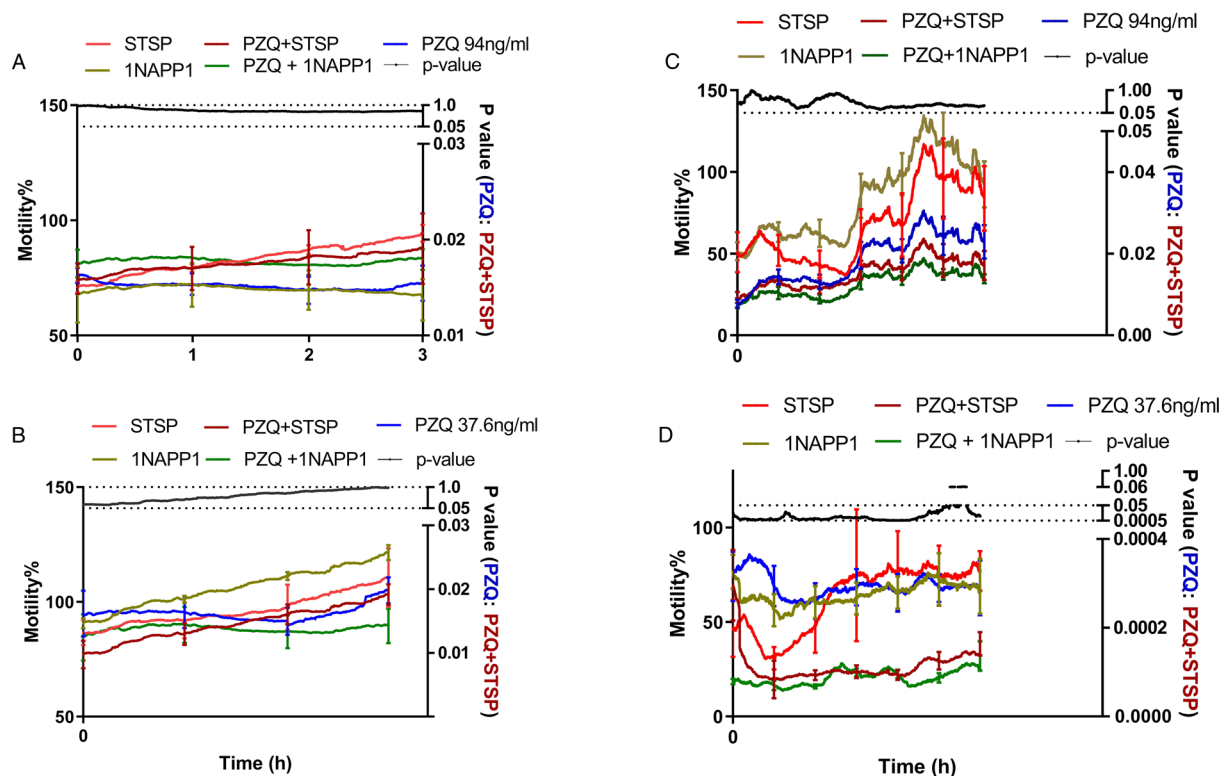 A
STSP PZQ+STSP PZQ 94ng/ml
1NAPP1 PZQ + 1NAPP1 p-value
150
100
50
Motility%
0 1 2 3
1.0
0.05
0.03
0.02
0.01
P value (PZQ: PZQ+STSP)
C
STSP PZQ+STSP PZQ 94ng/ml
1NAPP1 PZQ+1NAPP1 p-value
150
100
50
0
Motility%
0
1.00
0.05
0.05
0.04
0.02
0.00
P value (PZQ: PZQ+STSP)
B
STSP PZQ+STSP PZQ 37.6ng/ml
1NAPP1 PZQ +1NAPP1 p-value
150
100
50
Motility%
0
Time (h)
1.0
0.05
0.03
0.02
0.01
P value (PZQ: PZQ+STSP)
D
STSP PZQ+STSP PZQ 37.6ng/ml
1NAPP1 PZQ + 1NAPP1 p-value
100
50
0
Motility%
0
Time (h)
1.00
0.06
0.05
0.0005
0.0004
0.0002
0.0000
P value (PZQ: PZQ+STSP)